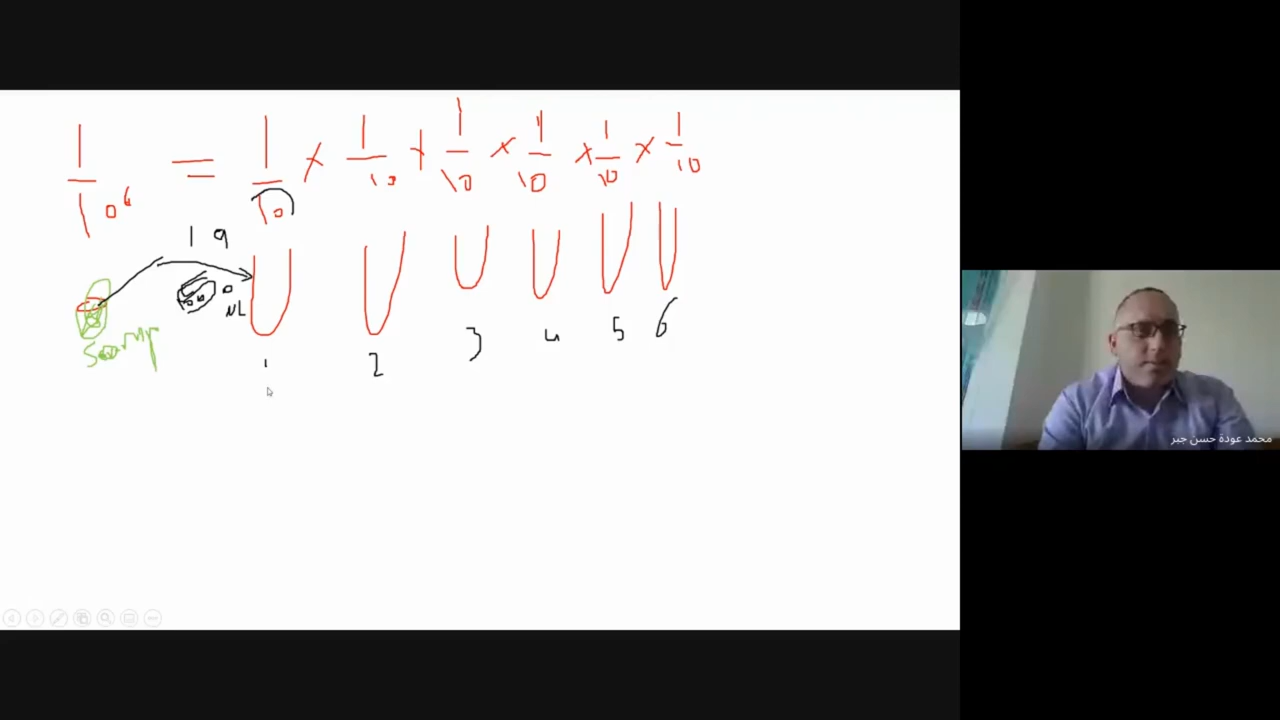 1/10⁶ = 1/10 × 1/10 × 1/10 × 1/10 × 1/10 × 1/10
1 9
ML
Samp
1 2 3 4 5 6
محمد عودة حسن جبر